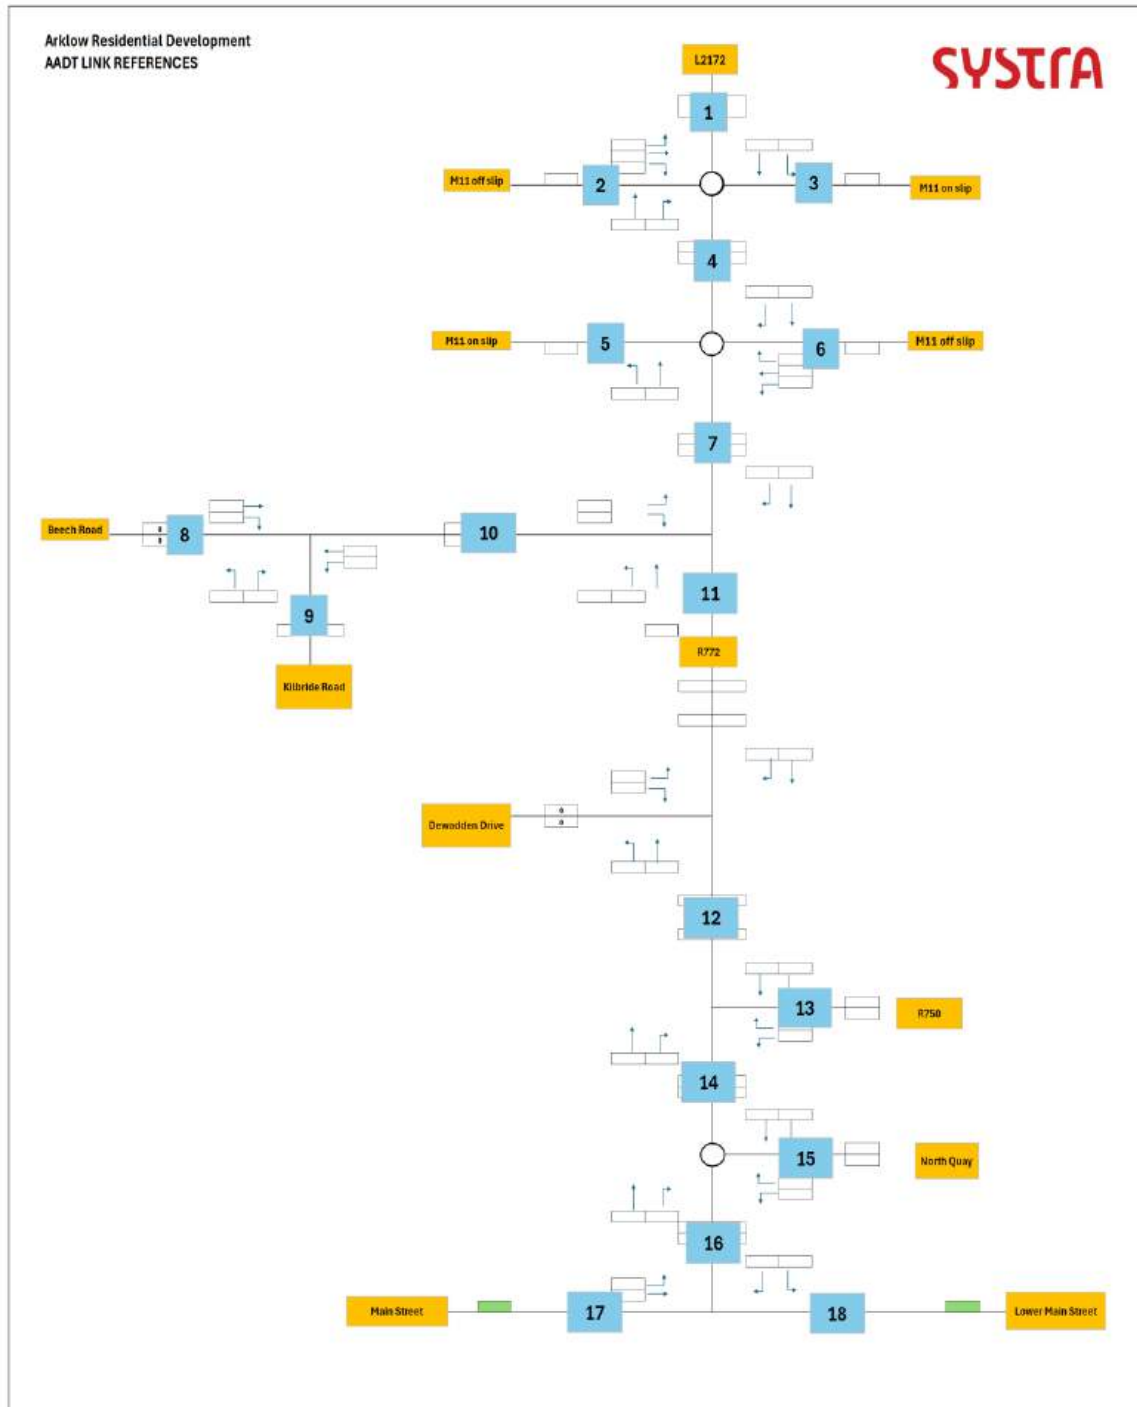 Arklow Residential Development
AADT LINK REFERENCES
SYSTRA
L2172
1
M11 off slip
2
3
M11 on slip
4
M11 on slip
5
6
M11 off slip
7
Beech Road
8
10
9
11
Kilbride Road
R772
Dewadden Drive
12
13
R750
14
15
North Quay
16
Main Street
17
18
Lower Main Street